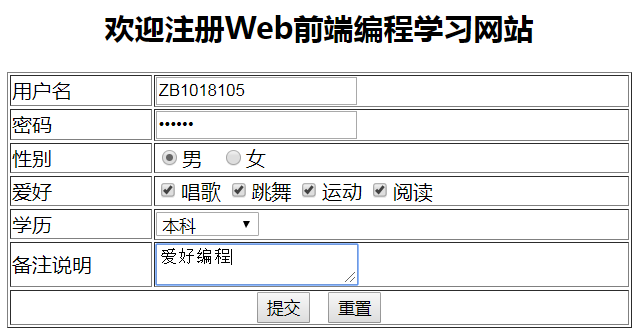 欢迎注册Web前端编程学习网站
用户名 ZB1018105
密码 ••••••
性别 男 女
爱好 唱歌 跳舞 运动 阅读
学历 本科
备注说明 爱好编程
提交 重置